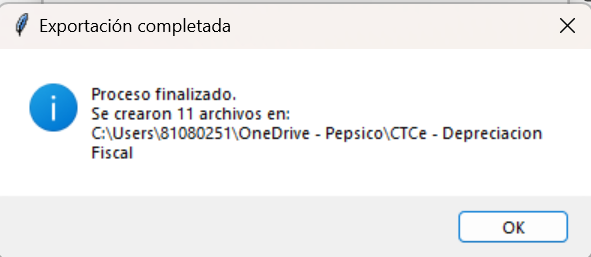 Exportación completada
Proceso finalizado.
Se crearon 11 archivos en:
C:\Users\81080251\OneDrive - Pepsico\CTCe - Depreciacion
Fiscal
OK